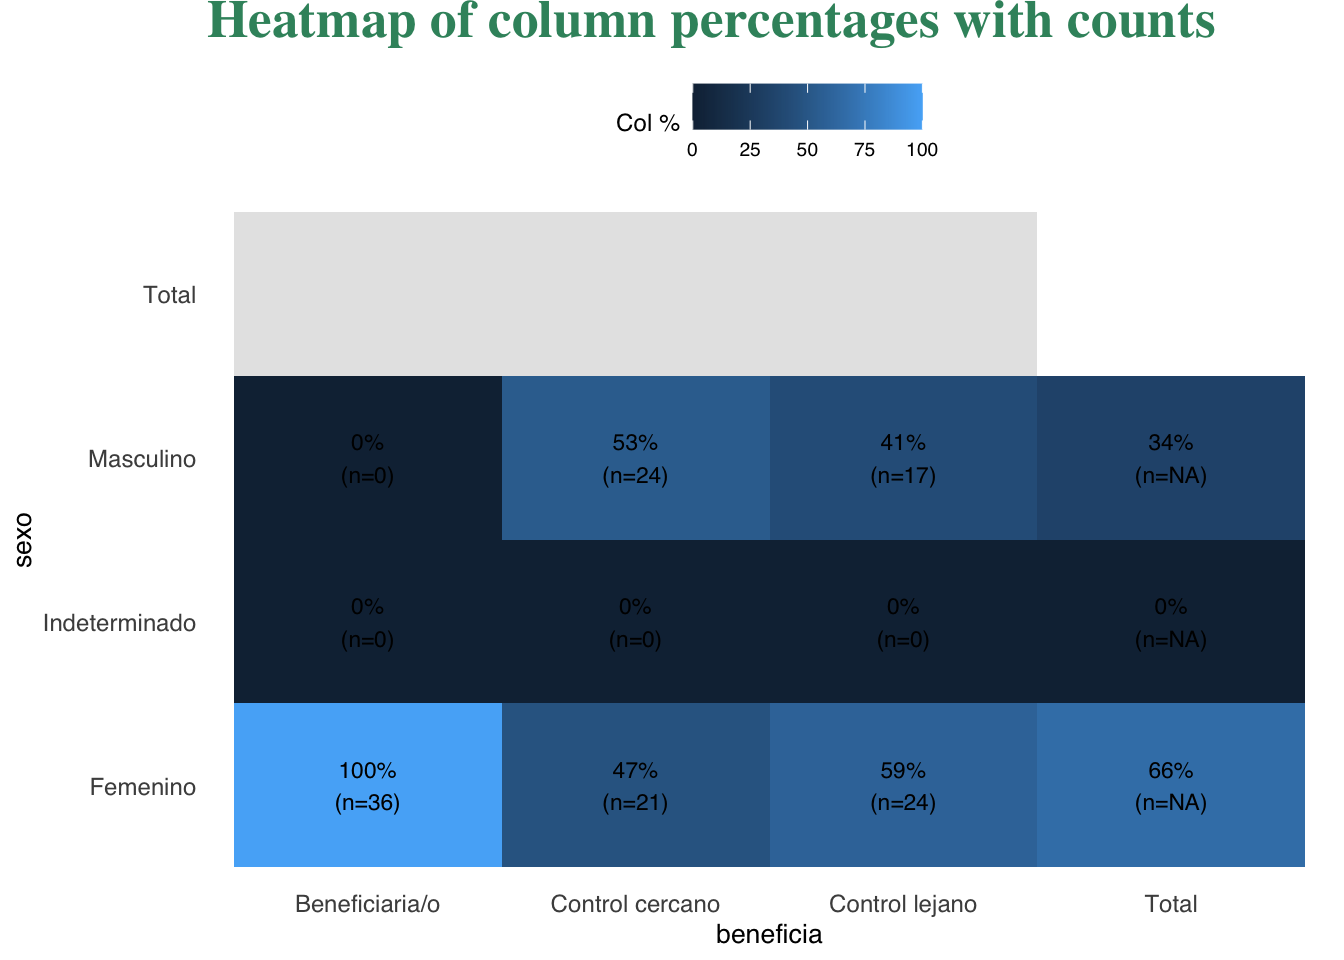 Heatmap of column percentages with counts
Col %
0 25 50 75 100
Total
Masculino
0% 53% 41% 34%
(n=0) (n=24) (n=17) (n=NA)
sexo
Indeterminado
0% 0% 0% 0%
(n=0) (n=0) (n=0) (n=NA)
Femenino
100% 47% 59% 66%
(n=36) (n=21) (n=24) (n=NA)
Beneficiaria/o Control cercano Control lejano Total
beneficia